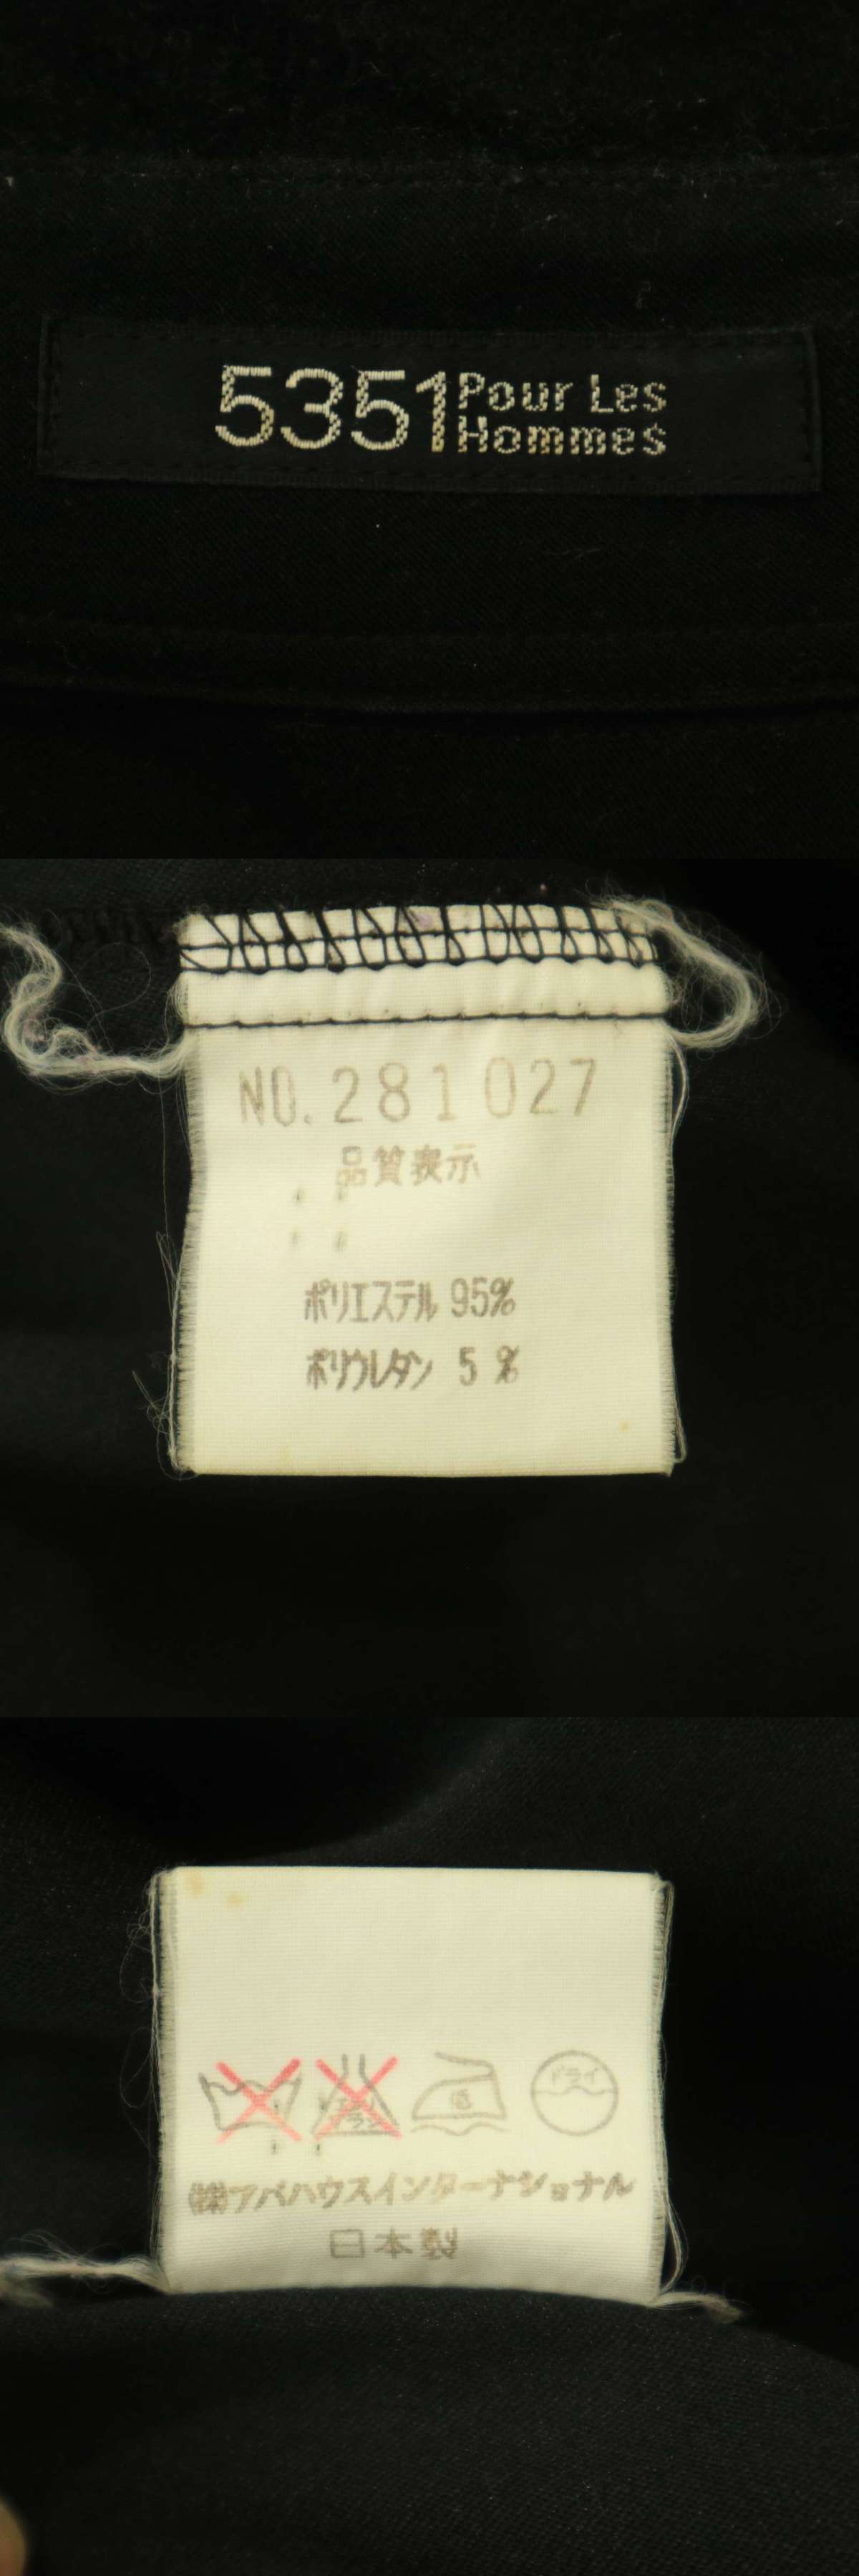 5351 Pour Les
Hommes
NO.281027
品質表示
ポリエステル 95%
ポリウレタン 5%
ドライ
㈱アバハウスインターナショナル
日本製